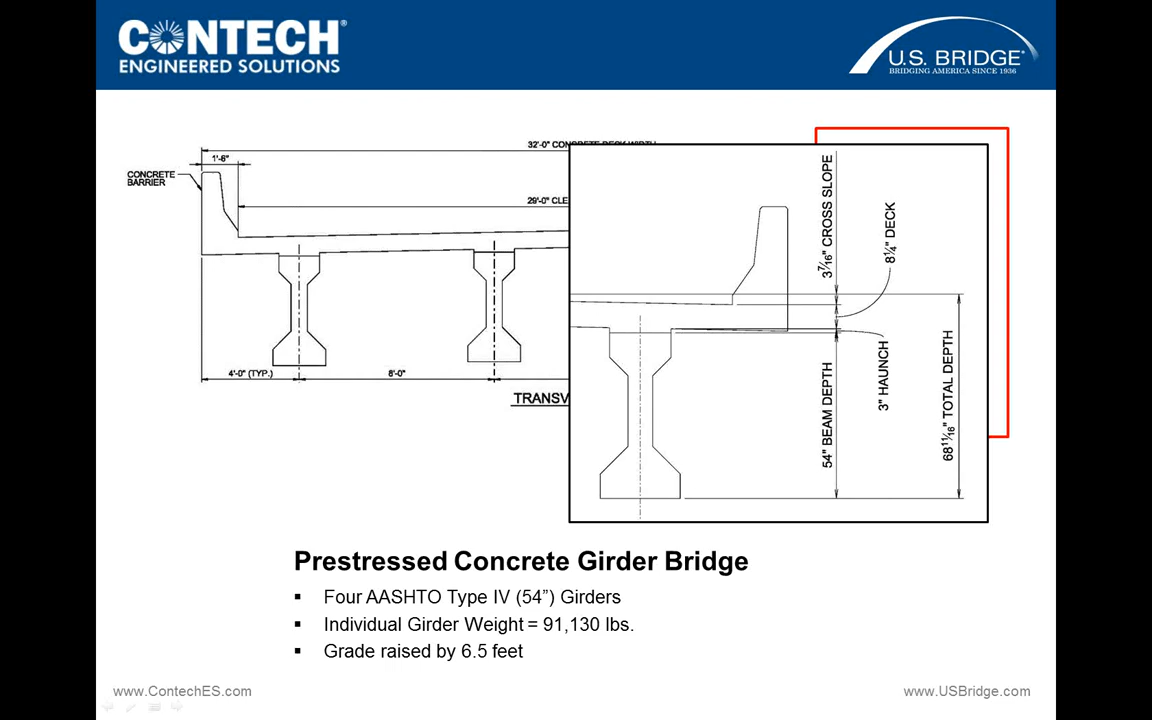 CONTECH®
ENGINEERED SOLUTIONS
U.S. BRIDGE®
BRIDGING AMERICA SINCE 1936
32'-0" CONCRETE DECK WIDTH
1'-6"
CONCRETE
BARRIER
29'-0" CLE
4'-0" (TYP.)
8'-0"
TRANSV
3 7/16" CROSS SLOPE
8 1/4" DECK
54" BEAM DEPTH
3" HAUNCH
68 11/16" TOTAL DEPTH
Prestressed Concrete Girder Bridge
▪ Four AASHTO Type IV (54”) Girders
▪ Individual Girder Weight = 91,130 lbs.
▪ Grade raised by 6.5 feet
www.ContechES.com
www.USBridge.com